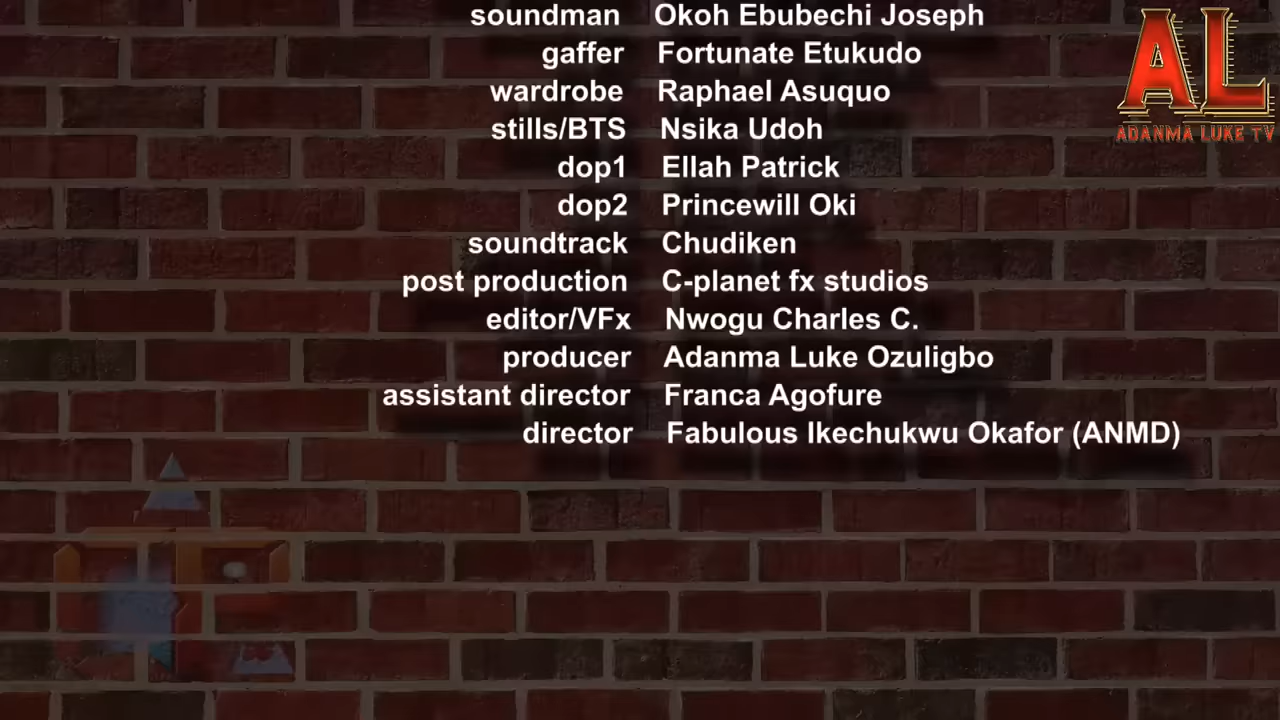 soundman Okoh Ebubechi Joseph
gaffer Fortunate Etukudo
wardrobe Raphael Asuquo
stills/BTS Nsika Udoh
dop1 Ellah Patrick
dop2 Princewill Oki
soundtrack Chudiken
post production C-planet fx studios
editor/VFx Nwogu Charles C.
producer Adanma Luke Ozuligbo
assistant director Franca Agofure
director Fabulous Ikechukwu Okafor (ANMD)
AL
ADANMA LUKE TV